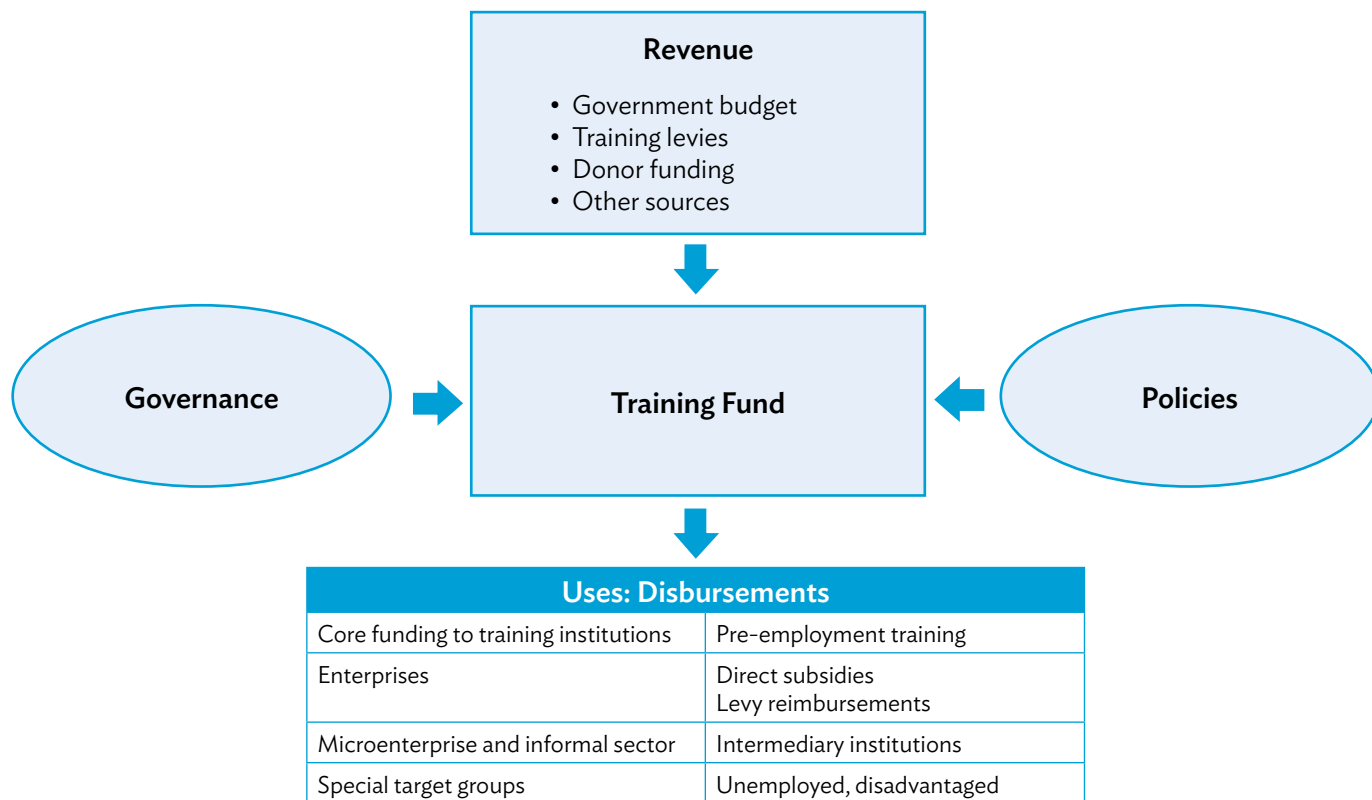 Revenue
• Government budget
• Training levies
• Donor funding
• Other sources
Governance
Training Fund
Policies
Uses: Disbursements
Core funding to training institutions
Pre-employment training
Enterprises
Direct subsidies
Levy reimbursements
Microenterprise and informal sector
Intermediary institutions
Special target groups
Unemployed, disadvantaged